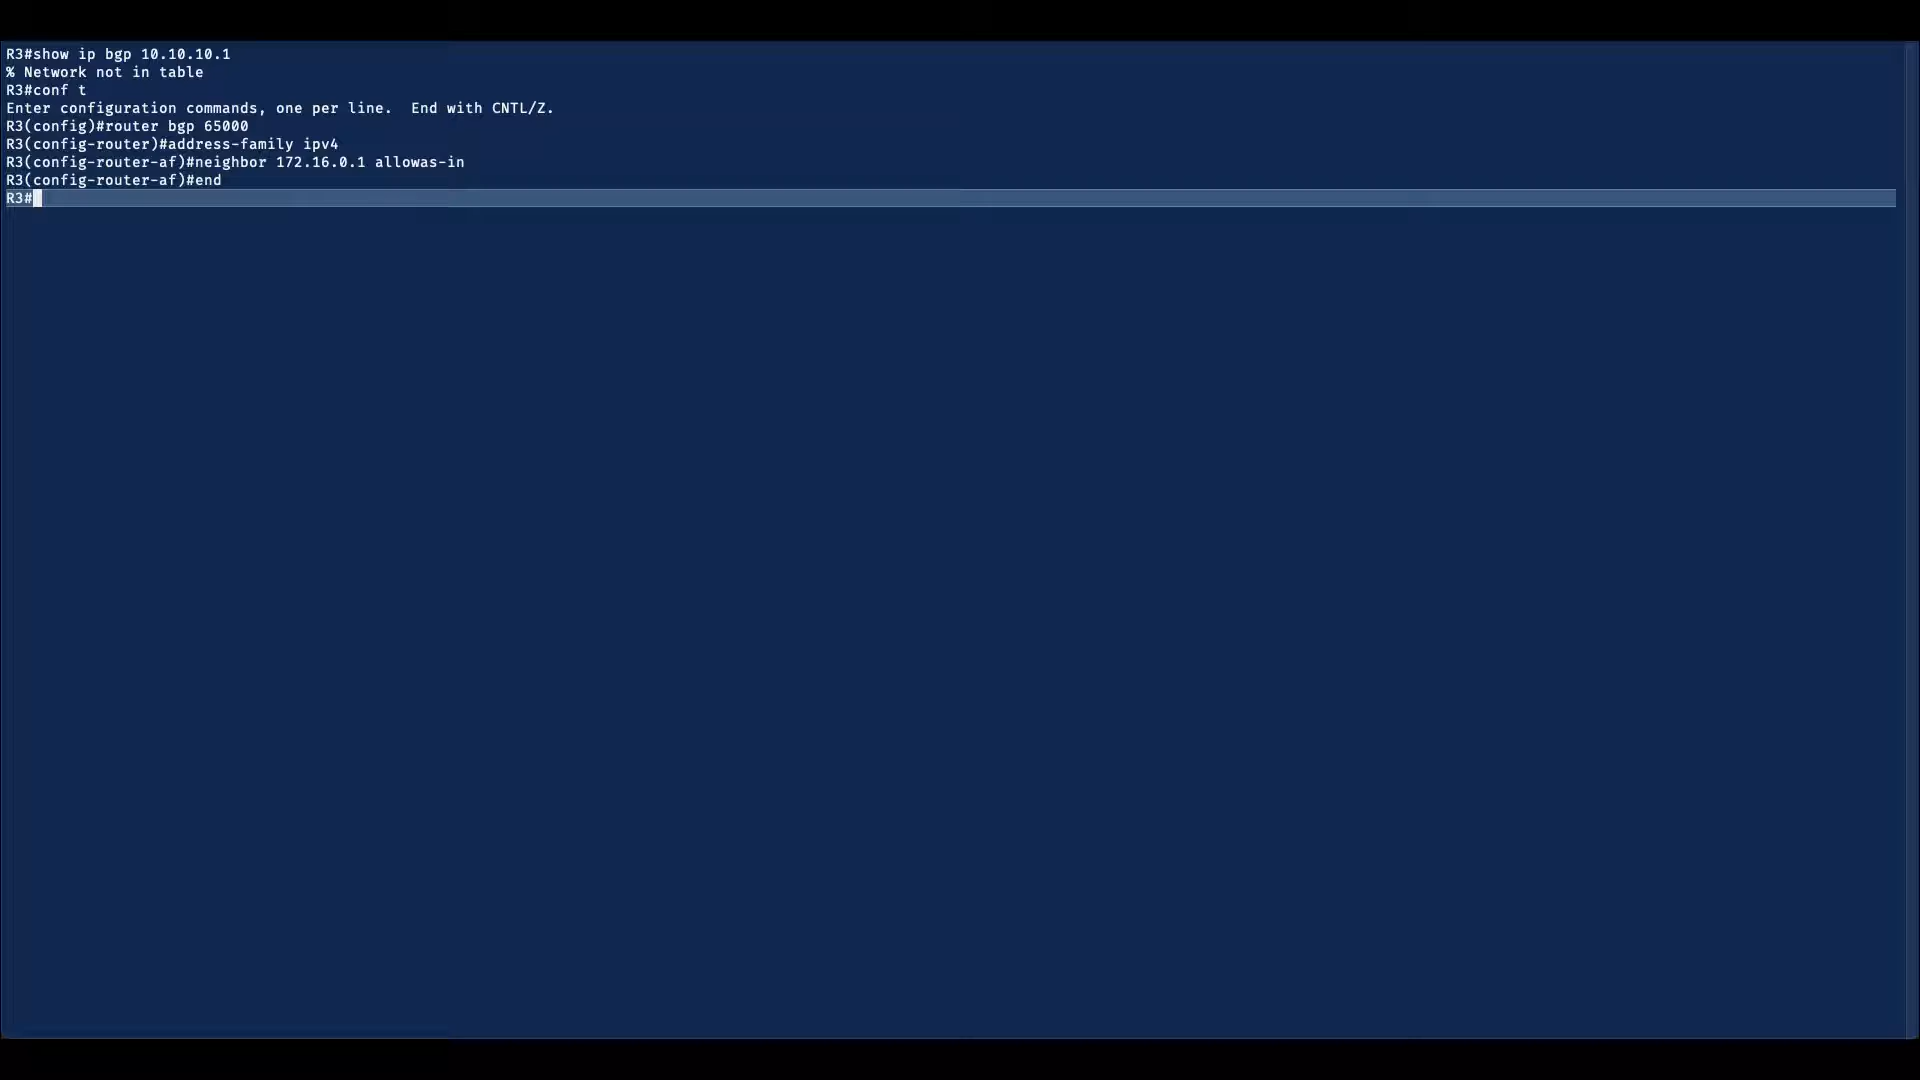 R3#show ip bgp 10.10.10.1
% Network not in table
R3#conf t
Enter configuration commands, one per line.  End with CNTL/Z.
R3(config)#router bgp 65000
R3(config-router)#address-family ipv4
R3(config-router-af)#neighbor 172.16.0.1 allowas-in
R3(config-router-af)#end
R3#